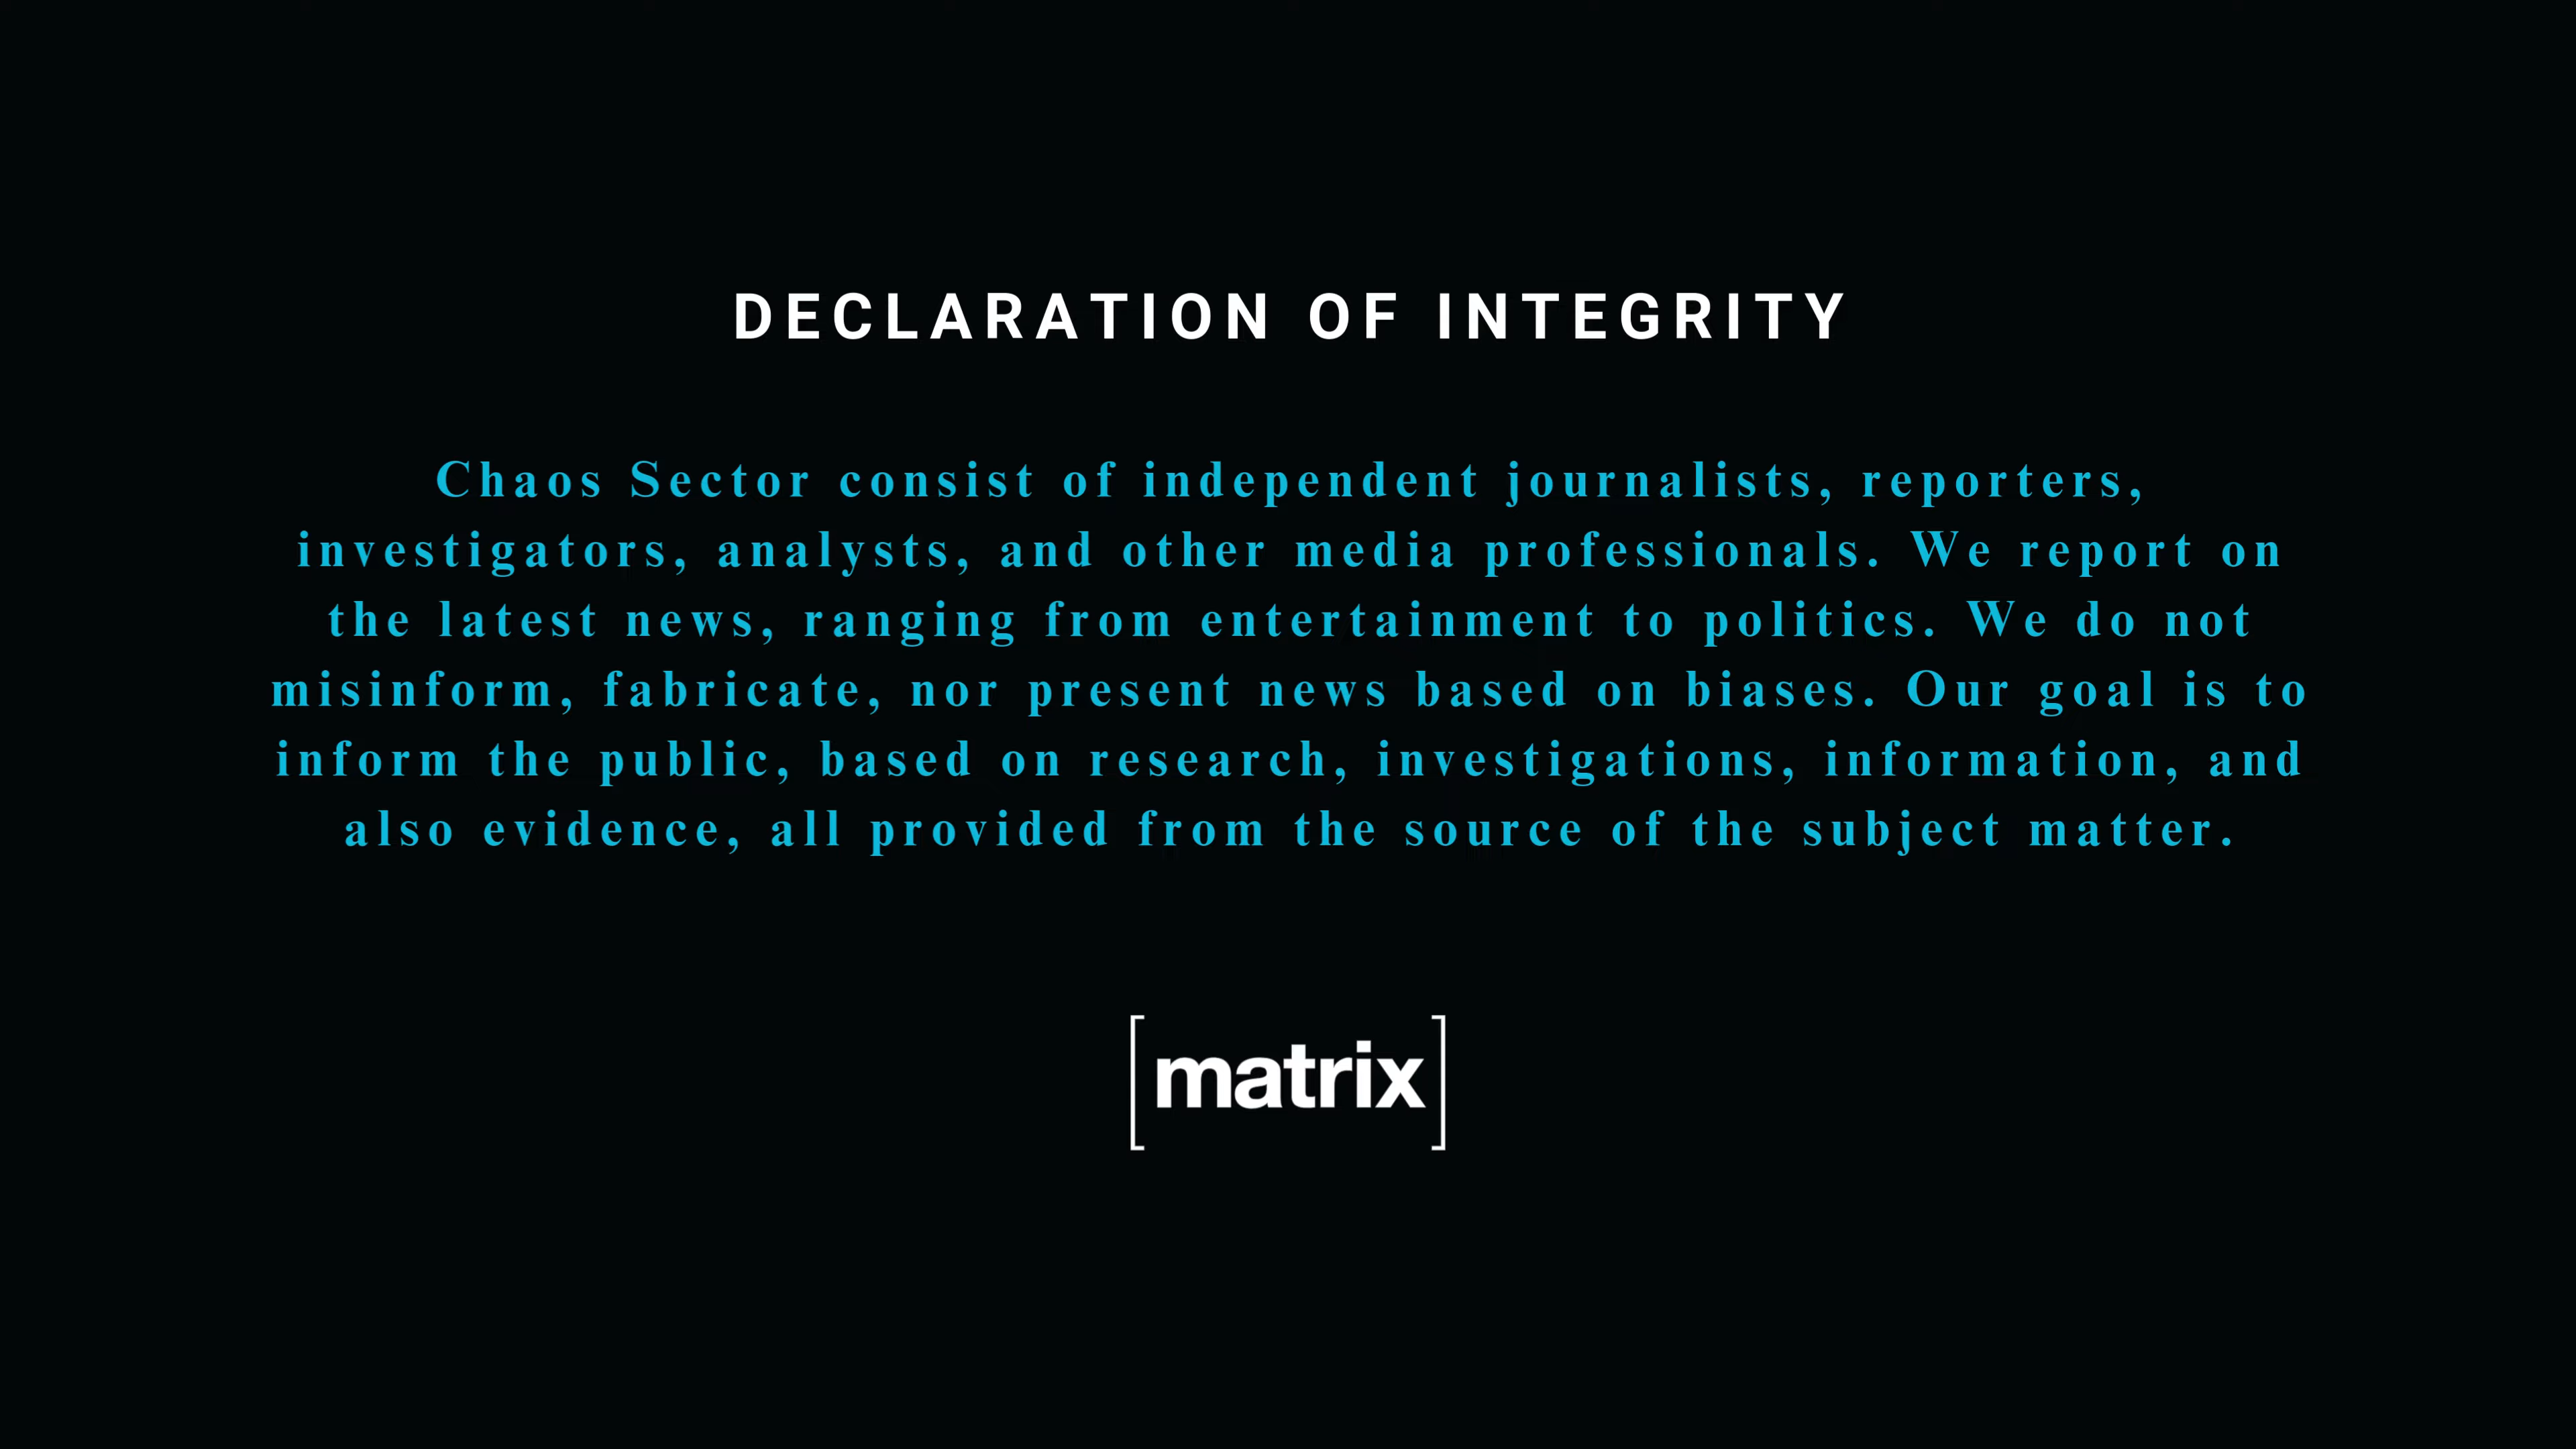 DECLARATION OF INTEGRITY
Chaos Sector consist of independent journalists, reporters,
investigators, analysts, and other media professionals. We report on
the latest news, ranging from entertainment to politics. We do not
misinform, fabricate, nor present news based on biases. Our goal is to
inform the public, based on research, investigations, information, and
also evidence, all provided from the source of the subject matter.
[matrix]